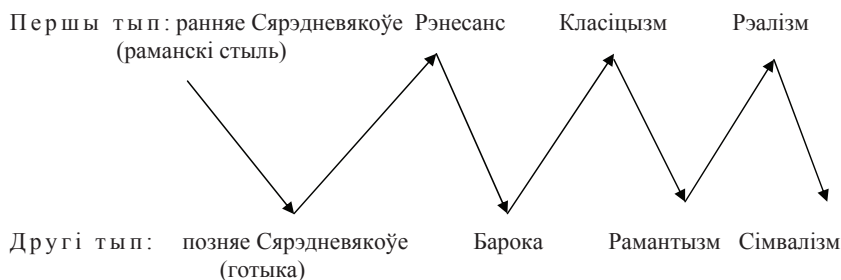 Першы тып: ранняе Сярэдневякоўе Рэнесанс Класіцызм Рэалізм
(раманскі стыль)
Другі тып: позняе Сярэдневякоўе Барока Рамантызм Сімвалізм
(готыка)